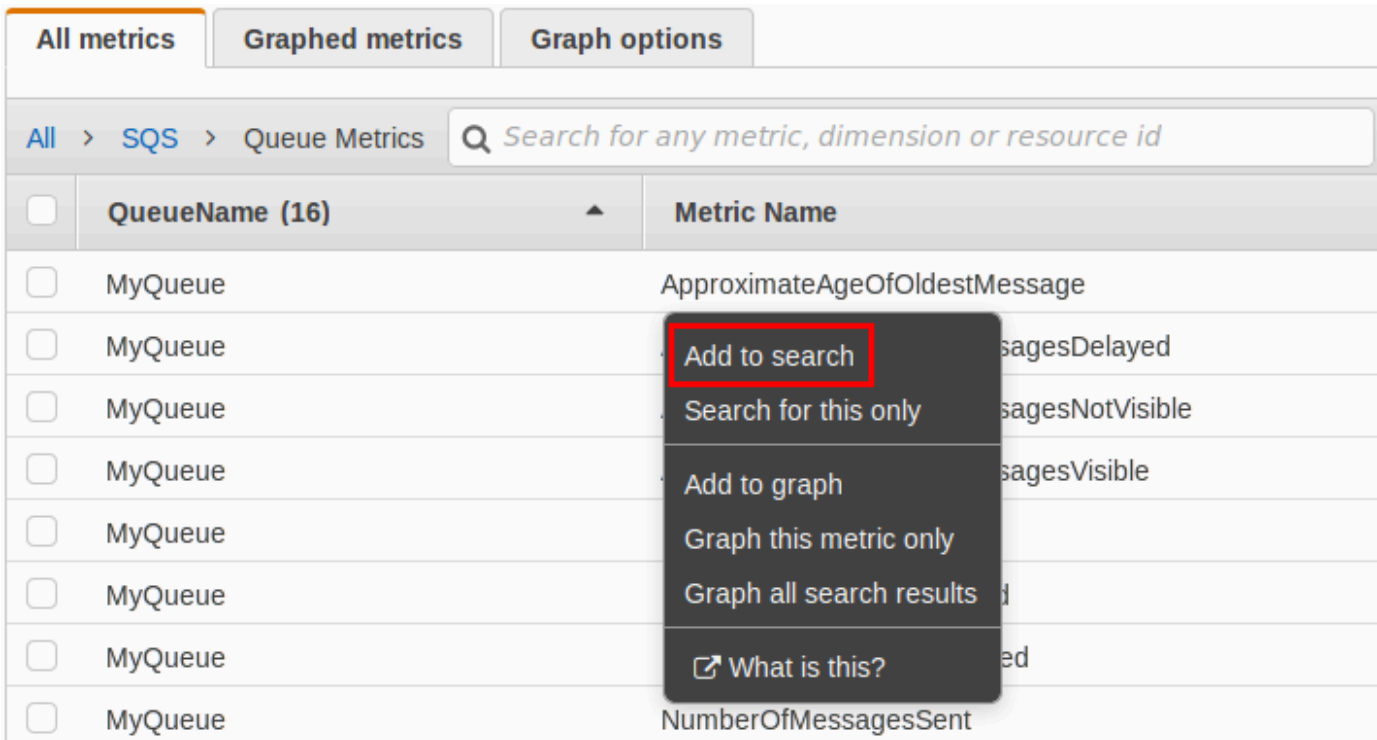 All metrics Graphed metrics Graph options
All > SQS > Queue Metrics Search for any metric, dimension or resource id
QueueName (16) Metric Name
MyQueue ApproximateAgeOfOldestMessage
MyQueue sagesDelayed
MyQueue sagesNotVisible
MyQueue sagesVisible
MyQueue
MyQueue
MyQueue ed
MyQueue NumberOfMessagesSent
Add to search
Search for this only
Add to graph
Graph this metric only
Graph all search results
What is this?